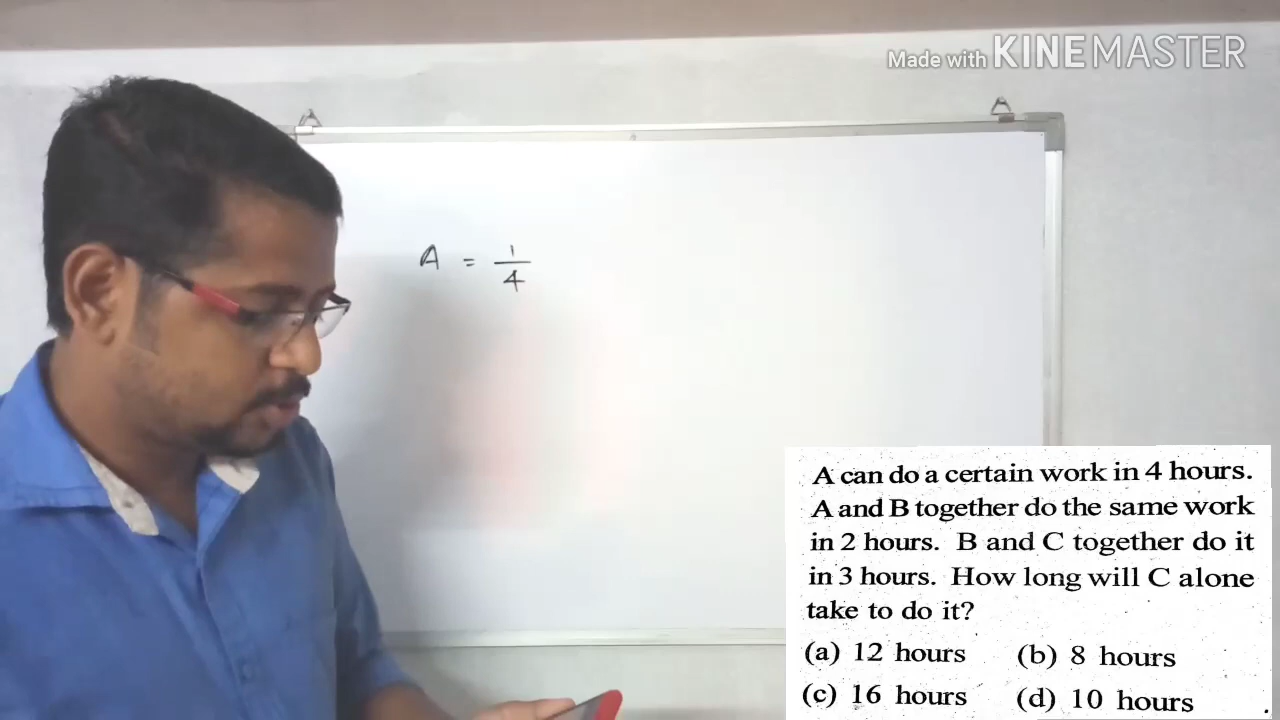 Made with KINEMASTER
A = 1/4
A can do a certain work in 4 hours.
A and B together do the same work
in 2 hours. B and C together do it
in 3 hours. How long will C alone
take to do it?
(a) 12 hours (b) 8 hours
(c) 16 hours (d) 10 hours